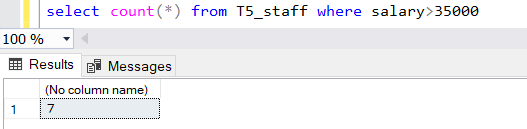 select count(*) from T5_staff where salary>35000
100 %
Results Messages
(No column name)
1 7